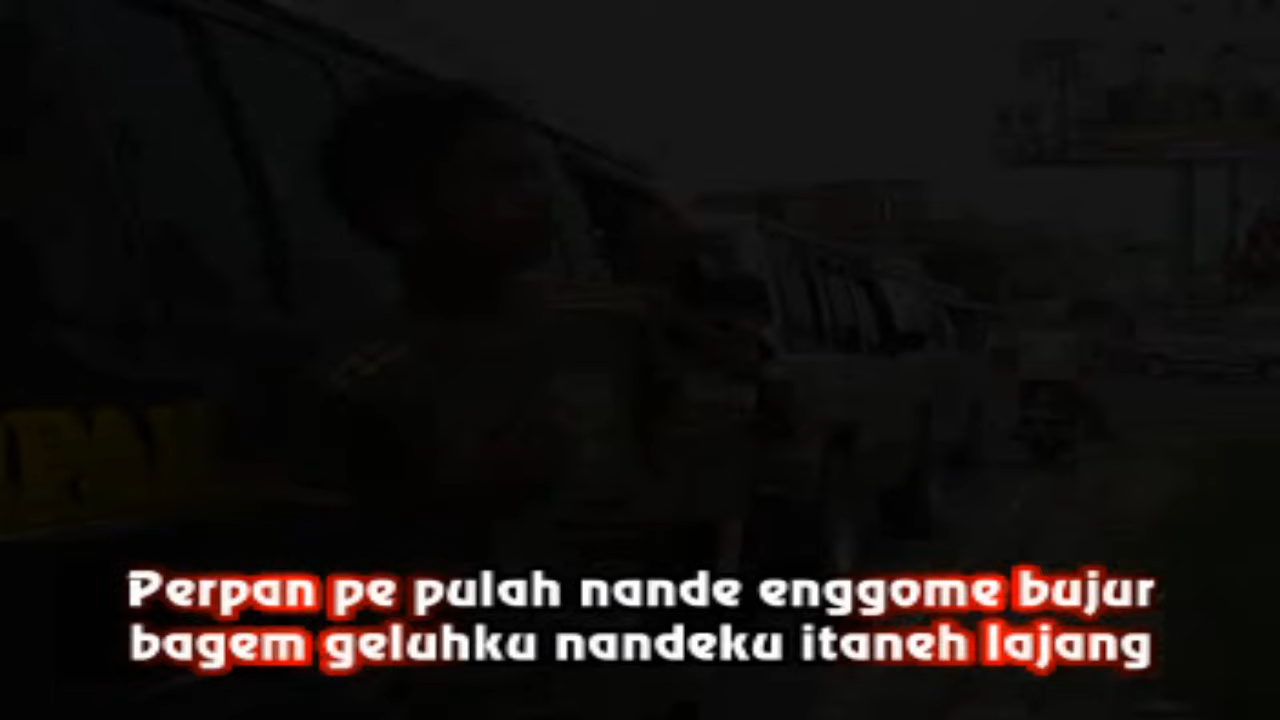 Perpan pe pulah nande enggome bujur
bagem geluhku nandeku itaneh lajang